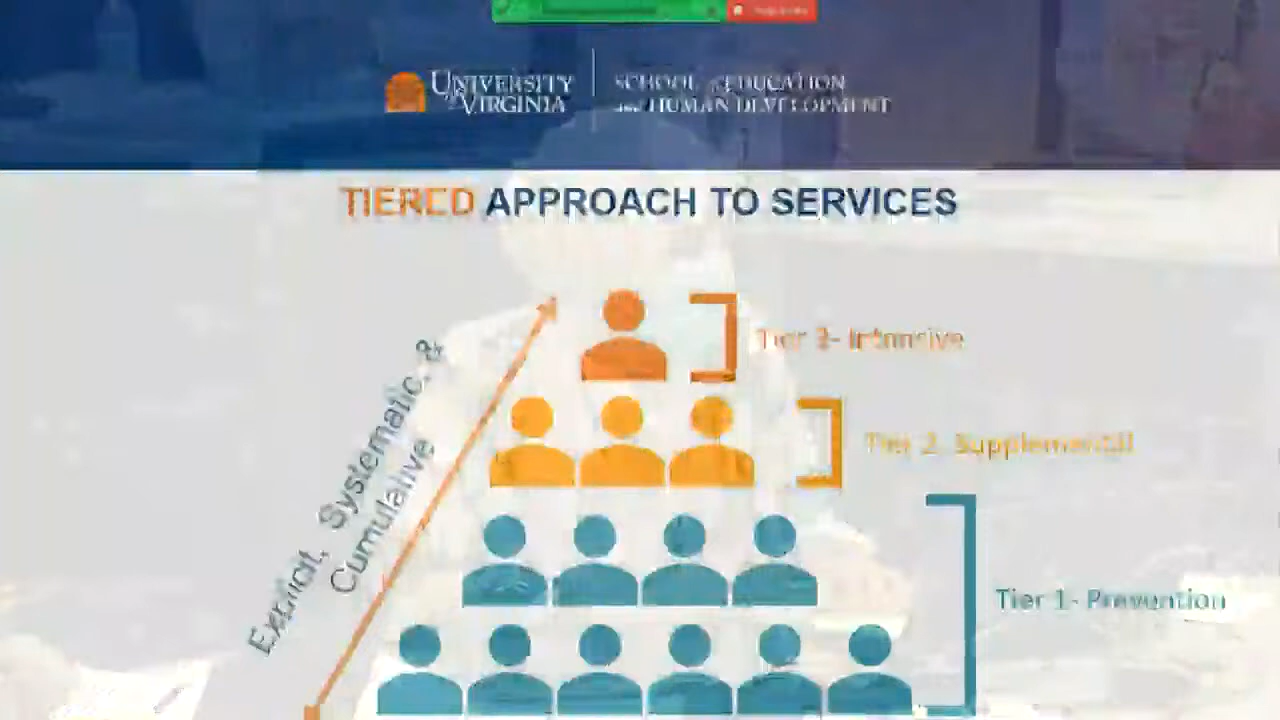 UNIVERSITY of VIRGINIA
SCHOOL of EDUCATION
and HUMAN DEVELOPMENT
TIERED APPROACH TO SERVICES
Explicit, Systematic, &
Cumulative
Tier 3- Intensive
Tier 2- Supplemental
Tier 1- Prevention